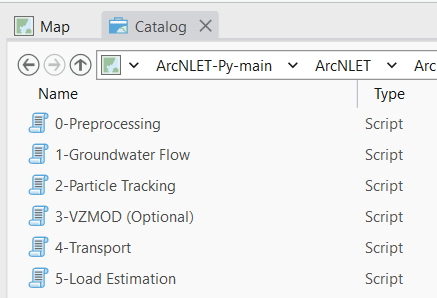 Map Catalog
ArcNLET-Py-main ArcNLET Arc
Name Type
0-Preprocessing Script
1-Groundwater Flow Script
2-Particle Tracking Script
3-VZMOD (Optional) Script
4-Transport Script
5-Load Estimation Script